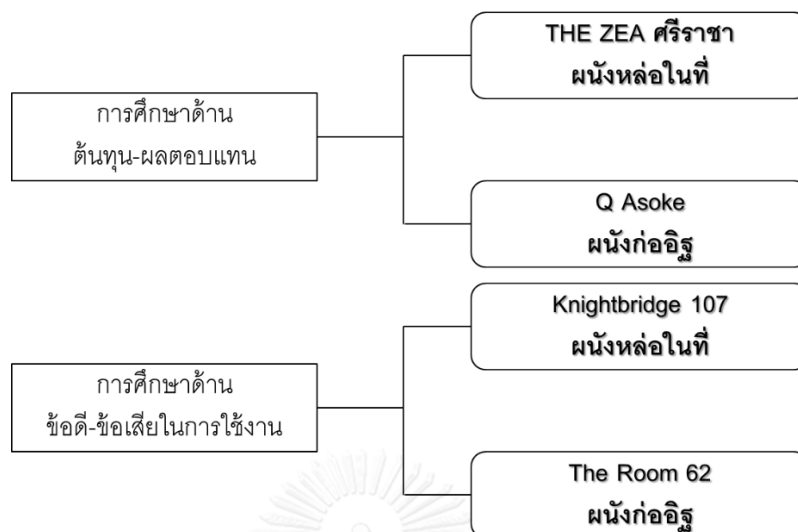 THE ZEA ศรีราชา
ผนังหล่อในที่
การศึกษาด้าน
ต้นทุน-ผลตอบแทน
Q Asoke
ผนังก่ออิฐ
Knightbridge 107
ผนังหล่อในที่
การศึกษาด้าน
ข้อดี-ข้อเสียในการใช้งาน
The Room 62
ผนังก่ออิฐ